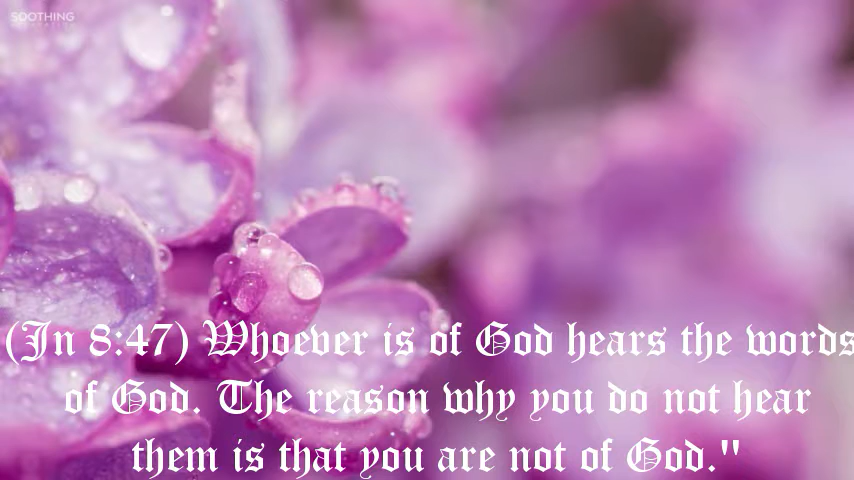 SOOTHING
(Jn 8:47) Whoever is of God hears the words
of God. The reason why you do not hear
them is that you are not of God."